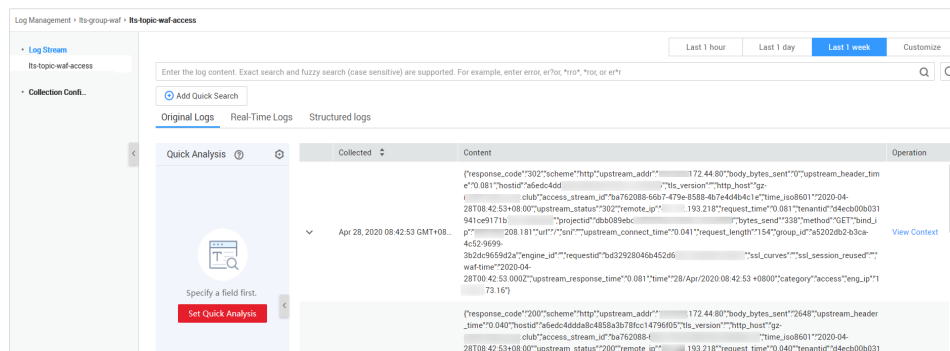 Log Management › lts-group-waf › lts-topic-waf-access
Log Stream
lts-topic-waf-access
Collection Confi...
Last 1 hour Last 1 day Last 1 week Customize
Enter the log content. Exact search and fuzzy search (case sensitive) are supported. For example, enter error, er?or, *rro*, *ror, or er*r
Add Quick Search
Original Logs Real-Time Logs Structured logs
Quick Analysis
Specify a field first.
Set Quick Analysis
Collected Content Operation
Apr 28, 2020 08:42:53 GMT+08...
{"response_code":"302","scheme":"http","upstream_addr":" 172.44:80","body_bytes_sent":"0","upstream_header_tim
e":"0.081","hostid":"a6edc4dd ","tls_version":"","http_host":"gz-
.club","access_stream_id":"ba762088-66b7-479e-8588-4b7e4d4b4c1e","time_iso8601":"2020-04-
28T08:42:53+08:00","upstream_status":"302","remote_ip":" .193.218","request_time":"0.081","tenantid":"d4ecb00b031
941ce9171b ","projectid":"dbb089ebc ","bytes_send":"338","method":"GET","bind_i
p":" 208.181","url":"/","sni":"","upstream_connect_time":"0.041","request_length":"154","group_id":"a5202db2-b3ca-
4c52-9699-
3b2dc9659d2a","engine_id":"","requestid":"bd32928046b452d6 ","ssl_curves":"","ssl_session_reused":"","
waf-time":"2020-04-
28T00:42:53.000Z","upstream_response_time":"0.081","time":"28/Apr/2020:08:42:53 +0800","category":"access","eng_ip":"1
73.16"}
View Context
{"response_code":"200","scheme":"http","upstream_addr":" 172.44:80","body_bytes_sent":"2648","upstream_header
_time":"0.040","hostid":"a6edc4ddda8c4858a3b78fcc14796f05","tls_version":"","http_host":"gz-
.club","access_stream_id":"ba762088- ","time_iso8601":"2020-04-
28T08:42:53+08:00","upstream_status":"200","remote_ip":" .193.218","request_time":"0.040","tenantid":"d4ecb00b031